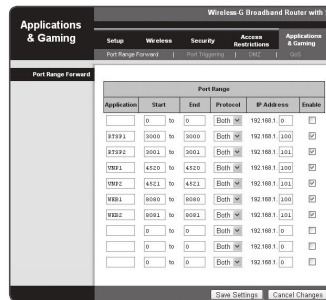 Wireless-G Broadband Router with
Applications
& Gaming
Setup Wireless Security Access Restrictions Applications & Gaming
Port Range Forward | Port Triggering | DMZ | QoS
Port Range Forward
Port Range
Application Start End Protocol IP Address Enable
0 to 0 Both 192.168.1. 0
RTSP1 3000 to 3000 Both 192.168.1. 100
RTSP2 3001 to 3001 Both 192.168.1. 101
VNP1 4520 to 4520 Both 192.168.1. 100
VNP2 4521 to 4521 Both 192.168.1. 101
WEB1 8080 to 8080 Both 192.168.1. 100
WEB2 8081 to 8081 Both 192.168.1. 101
0 to 0 Both 192.168.1. 0
0 to 0 Both 192.168.1. 0
0 to 0 Both 192.168.1. 0
Save Settings Cancel Changes